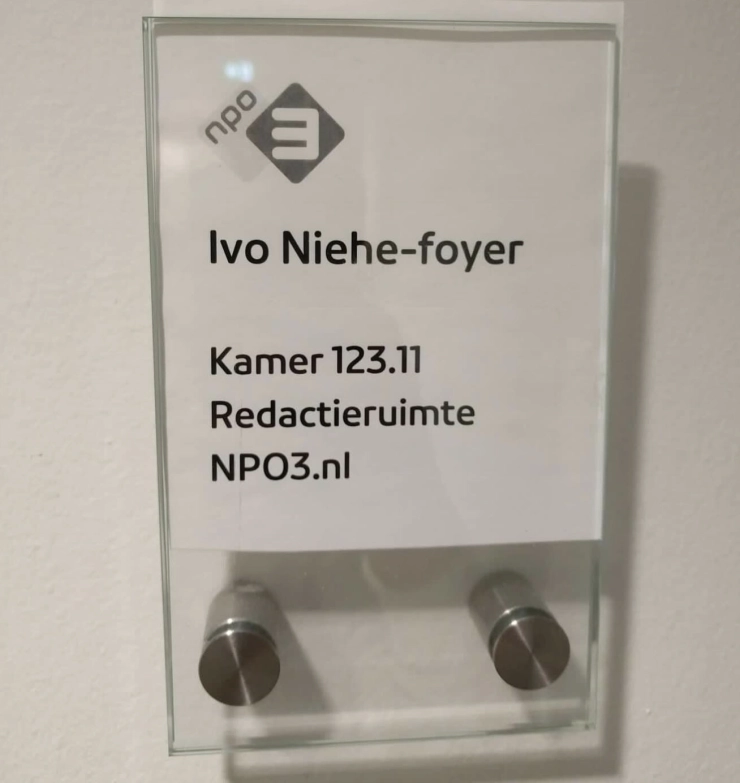 npo 3
Ivo Niehe-foyer
Kamer 123.11
Redactieruimte
NPO3.nl